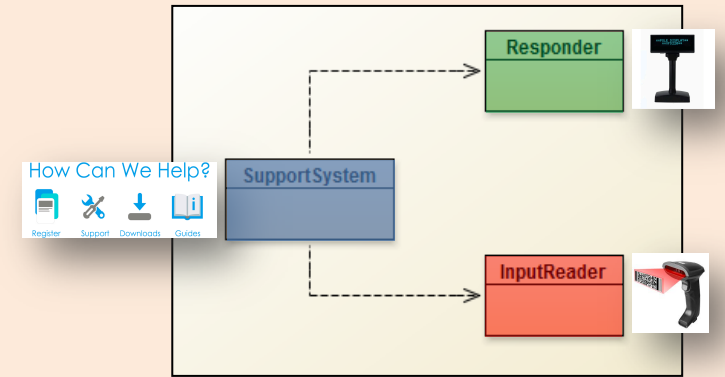 Responder
How Can We Help?
SupportSystem
Register Support Downloads Guides
InputReader